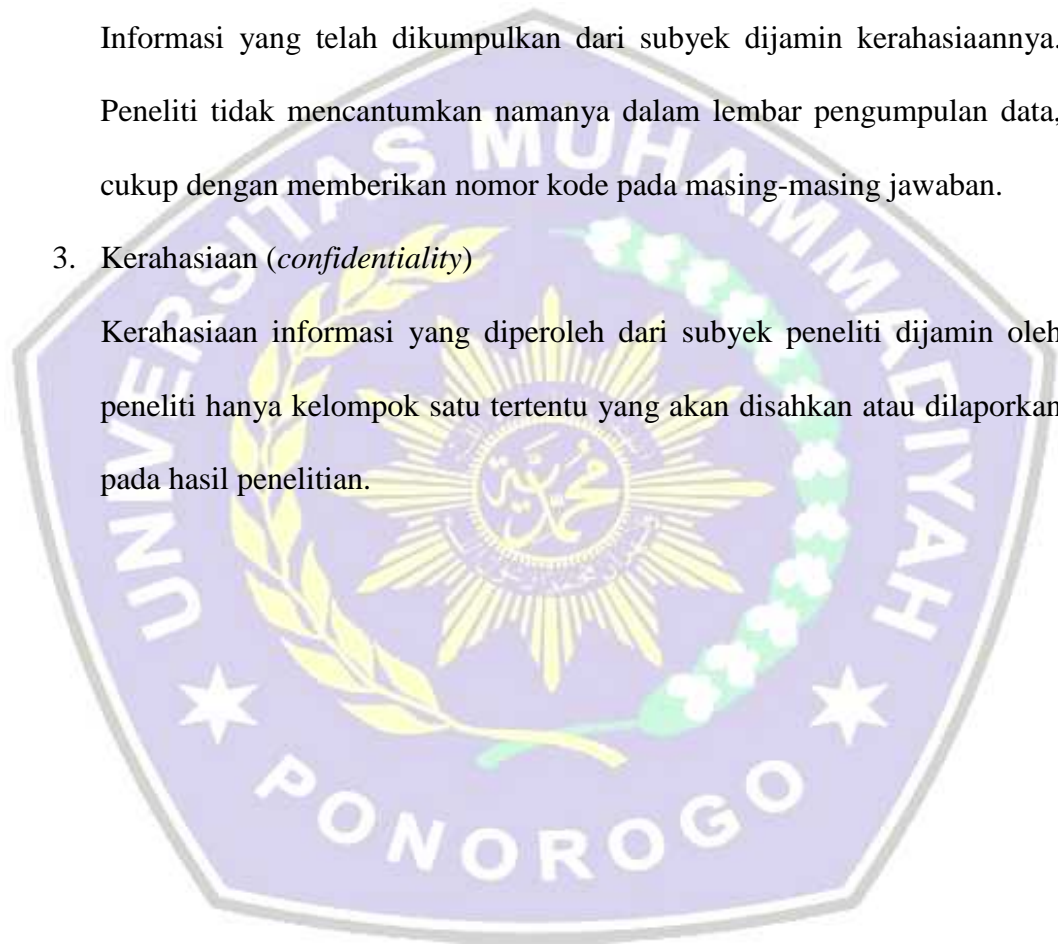 Informasi yang telah dikumpulkan dari subyek dijamin kerahasiaannya.
Peneliti tidak mencantumkan namanya dalam lembar pengumpulan data,
cukup dengan memberikan nomor kode pada masing-masing jawaban.
3. Kerahasiaan (confidentiality)
Kerahasiaan informasi yang diperoleh dari subyek peneliti dijamin oleh
peneliti hanya kelompok satu tertentu yang akan disahkan atau dilaporkan
pada hasil penelitian.
UNIVERSITAS MUHAMMADIYAH
PONOROGO
محمدية